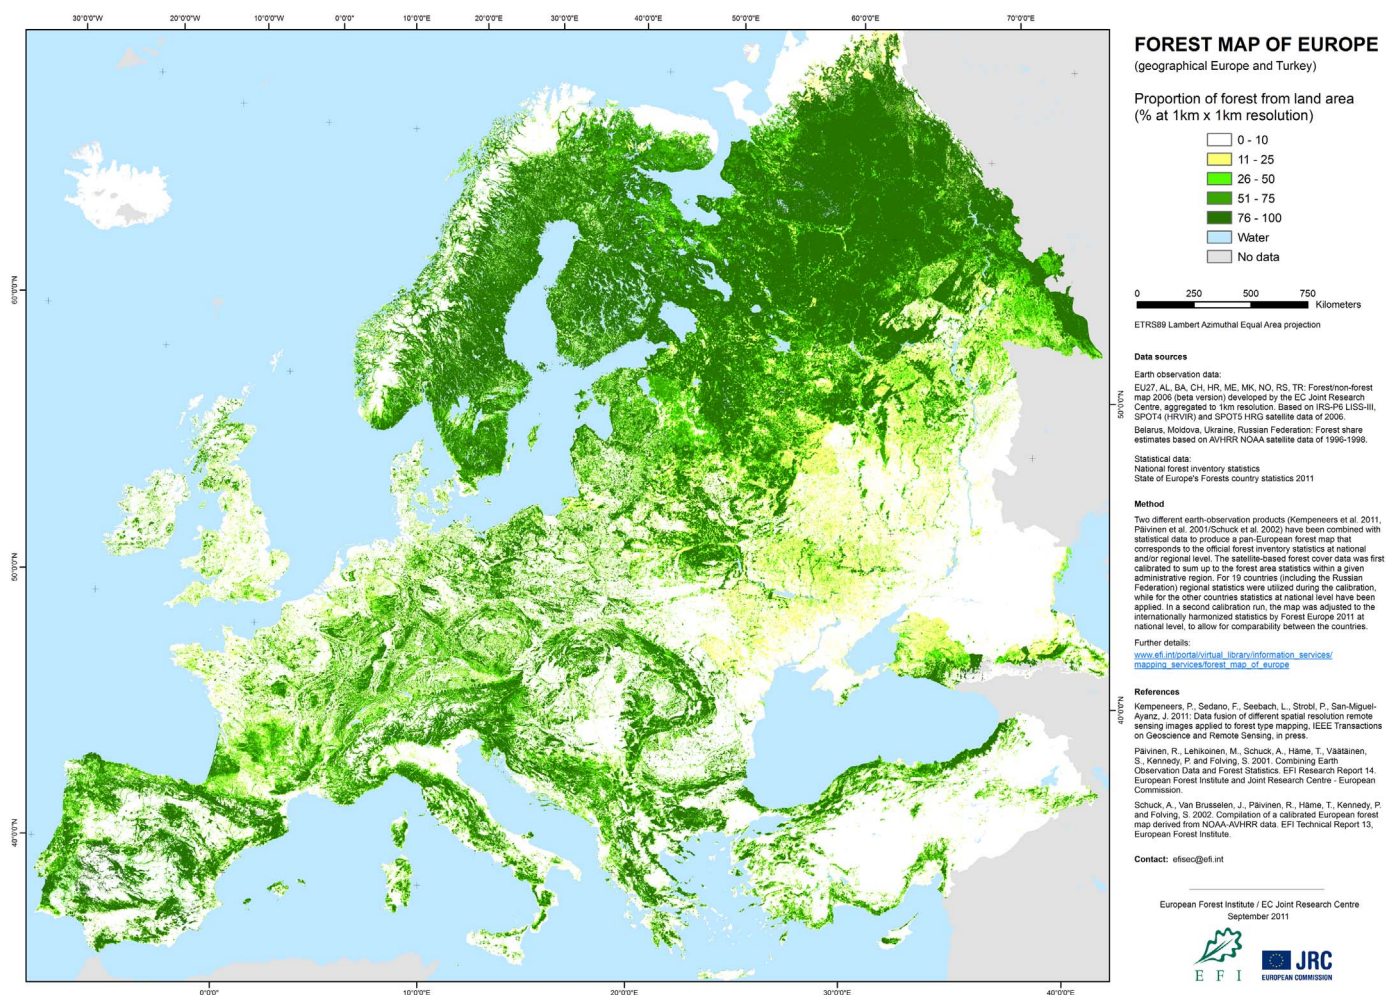 30°0'0"W 20°0'0"W 10°0'0"W 0°0'0" 10°0'0"E 20°0'0"E 30°0'0"E 40°0'0"E 50°0'0"E 60°0'0"E 70°0'0"E
60°0'0"N
50°0'0"N
40°0'0"N
50°0'0"N
40°0'0"N
0°0'0" 10°0'0"E 20°0'0"E 30°0'0"E 40°0'0"E
FOREST MAP OF EUROPE
(geographical Europe and Turkey)
Proportion of forest from land area
(% at 1km x 1km resolution)
0 - 10
11 - 25
26 - 50
51 - 75
76 - 100
Water
No data
0 250 500 750
Kilometers
ETRS89 Lambert Azimuthal Equal Area projection
Data sources
Earth observation data:
EU27, AL, BA, CH, HR, ME, MK, NO, RS, TR: Forest/non-forest
map 2006 (beta version) developed by the EC Joint Research
Centre, aggregated to 1km resolution. Based on IRS-P6 LISS-III,
SPOT4 (HRVIR) and SPOT5 HRG satellite data of 2006.
Belarus, Moldova, Ukraine, Russian Federation: Forest share
estimates based on AVHRR NOAA satellite data of 1996-1998.
Statistical data:
National forest inventory statistics
State of Europe's Forests country statistics 2011
Method
Two different earth-observation products (Kempeneers et al. 2011,
Päivinen et al. 2001/Schuck et al. 2002) have been combined with
statistical data to produce a pan-European forest map that
corresponds to the official forest inventory statistics at national
and/or regional level. The satellite-based forest cover data was first
calibrated to sum up to the forest area statistics within a given
administrative region. For 19 countries (including the Russian
Federation) regional statistics were utilized during the calibration,
while for the other countries statistics at national level have been
applied. In a second calibration run, the map was adjusted to the
internationally harmonized statistics by Forest Europe 2011 at
national level, to allow for comparability between the countries.
Further details:
www.efi.int/portal/virtual_library/information_services/
mapping_services/forest_map_of_europe
References
Kempeneers, P., Sedano, F., Seebach, L., Strobl, P., San-Miguel-
Ayanz, J. 2011: Data fusion of different spatial resolution remote
sensing images applied to forest type mapping, IEEE Transactions
on Geoscience and Remote Sensing, in press.
Päivinen, R., Lehikoinen, M., Schuck, A., Häme, T., Väätäinen,
S., Kennedy, P. and Folving, S. 2001. Combining Earth
Observation Data and Forest Statistics. EFI Research Report 14.
European Forest Institute and Joint Research Centre - European
Commission.
Schuck, A., Van Brusselen, J., Päivinen, R., Häme, T., Kennedy, P.
and Folving, S. 2002. Compilation of a calibrated European forest
map derived from NOAA-AVHRR data. EFI Technical Report 13,
European Forest Institute.
Contact: efisec@efi.int
European Forest Institute / EC Joint Research Centre
September 2011
E F I
JRC
EUROPEAN COMMISSION